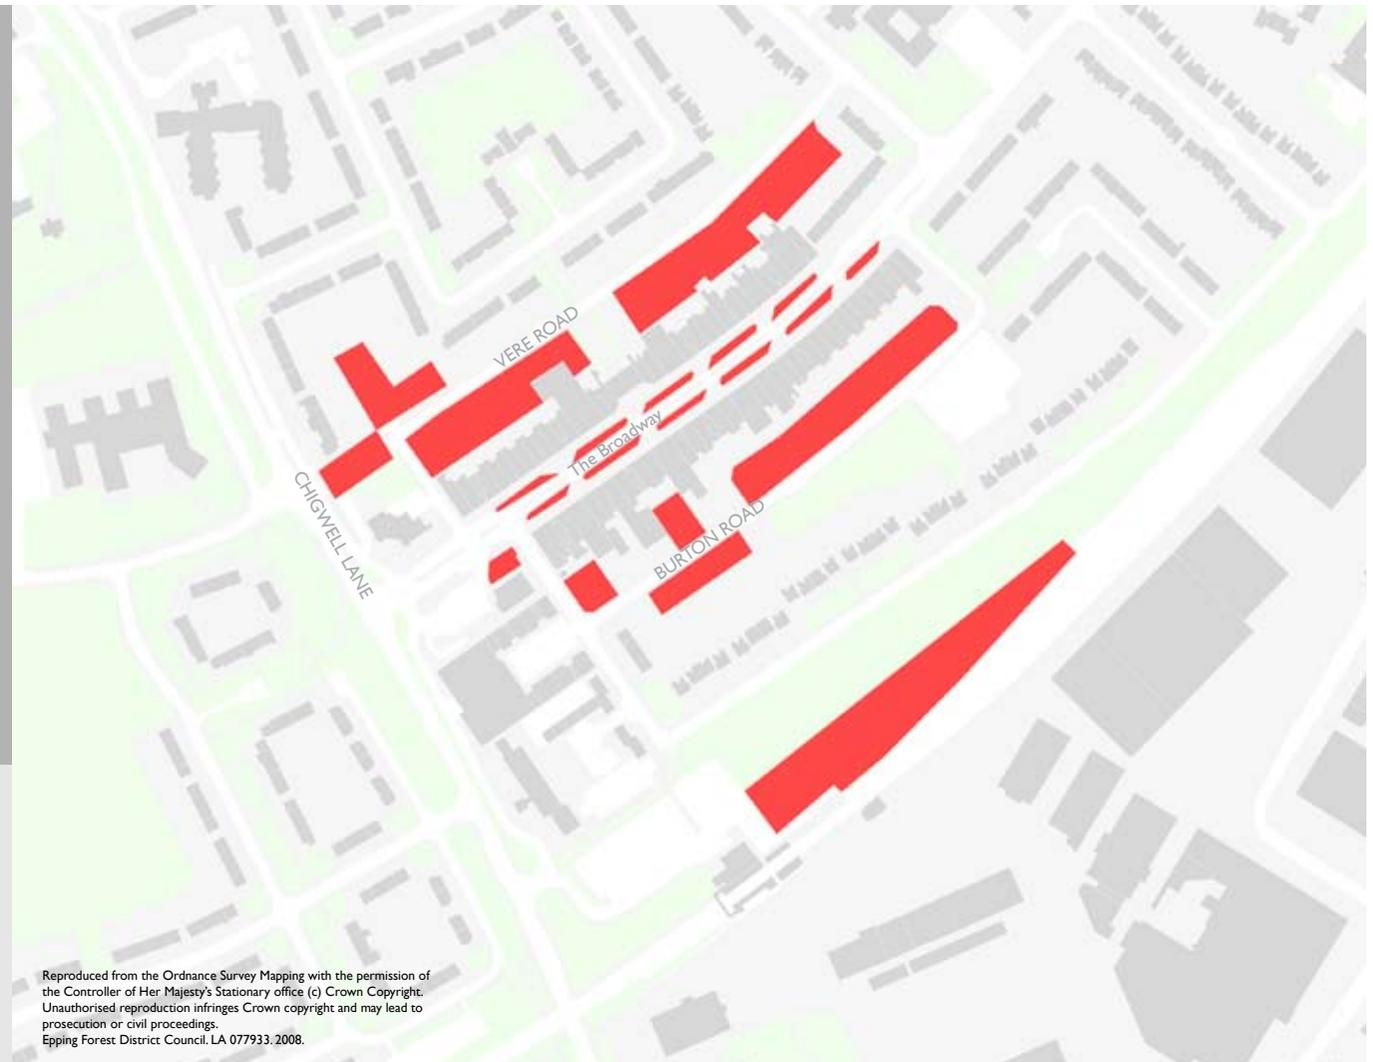 VERE ROAD
The Broadway
CHIGWELL LANE
BURTON ROAD
Reproduced from the Ordnance Survey Mapping with the permission of
the Controller of Her Majesty's Stationary office (c) Crown Copyright.
Unauthorised reproduction infringes Crown copyright and may lead to
prosecution or civil proceedings.
Epping Forest District Council. LA 077933. 2008.